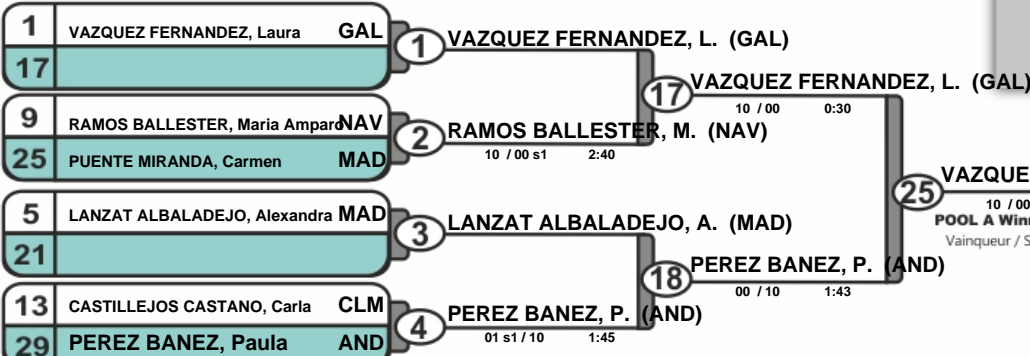 1 VAZQUEZ FERNANDEZ, Laura GAL
17
1 VAZQUEZ FERNANDEZ, L. (GAL)
9 RAMOS BALLESTER, Maria Amparo NAV
25 PUENTE MIRANDA, Carmen MAD
2 RAMOS BALLESTER, M. (NAV)
10 / 00 s1 2:40
17 VAZQUEZ FERNANDEZ, L. (GAL)
10 / 00 0:30
5 LANZAT ALBALADEJO, Alexandra MAD
21
3 LANZAT ALBALADEJO, A. (MAD)
13 CASTILLEJOS CASTANO, Carla CLM
29 PEREZ BANEZ, Paula AND
4 PEREZ BANEZ, P. (AND)
01 s1 / 10 1:45
18 PEREZ BANEZ, P. (AND)
00 / 10 1:43
25 VAZQUE
10 / 00
POOL A Win
Vainqueur / S